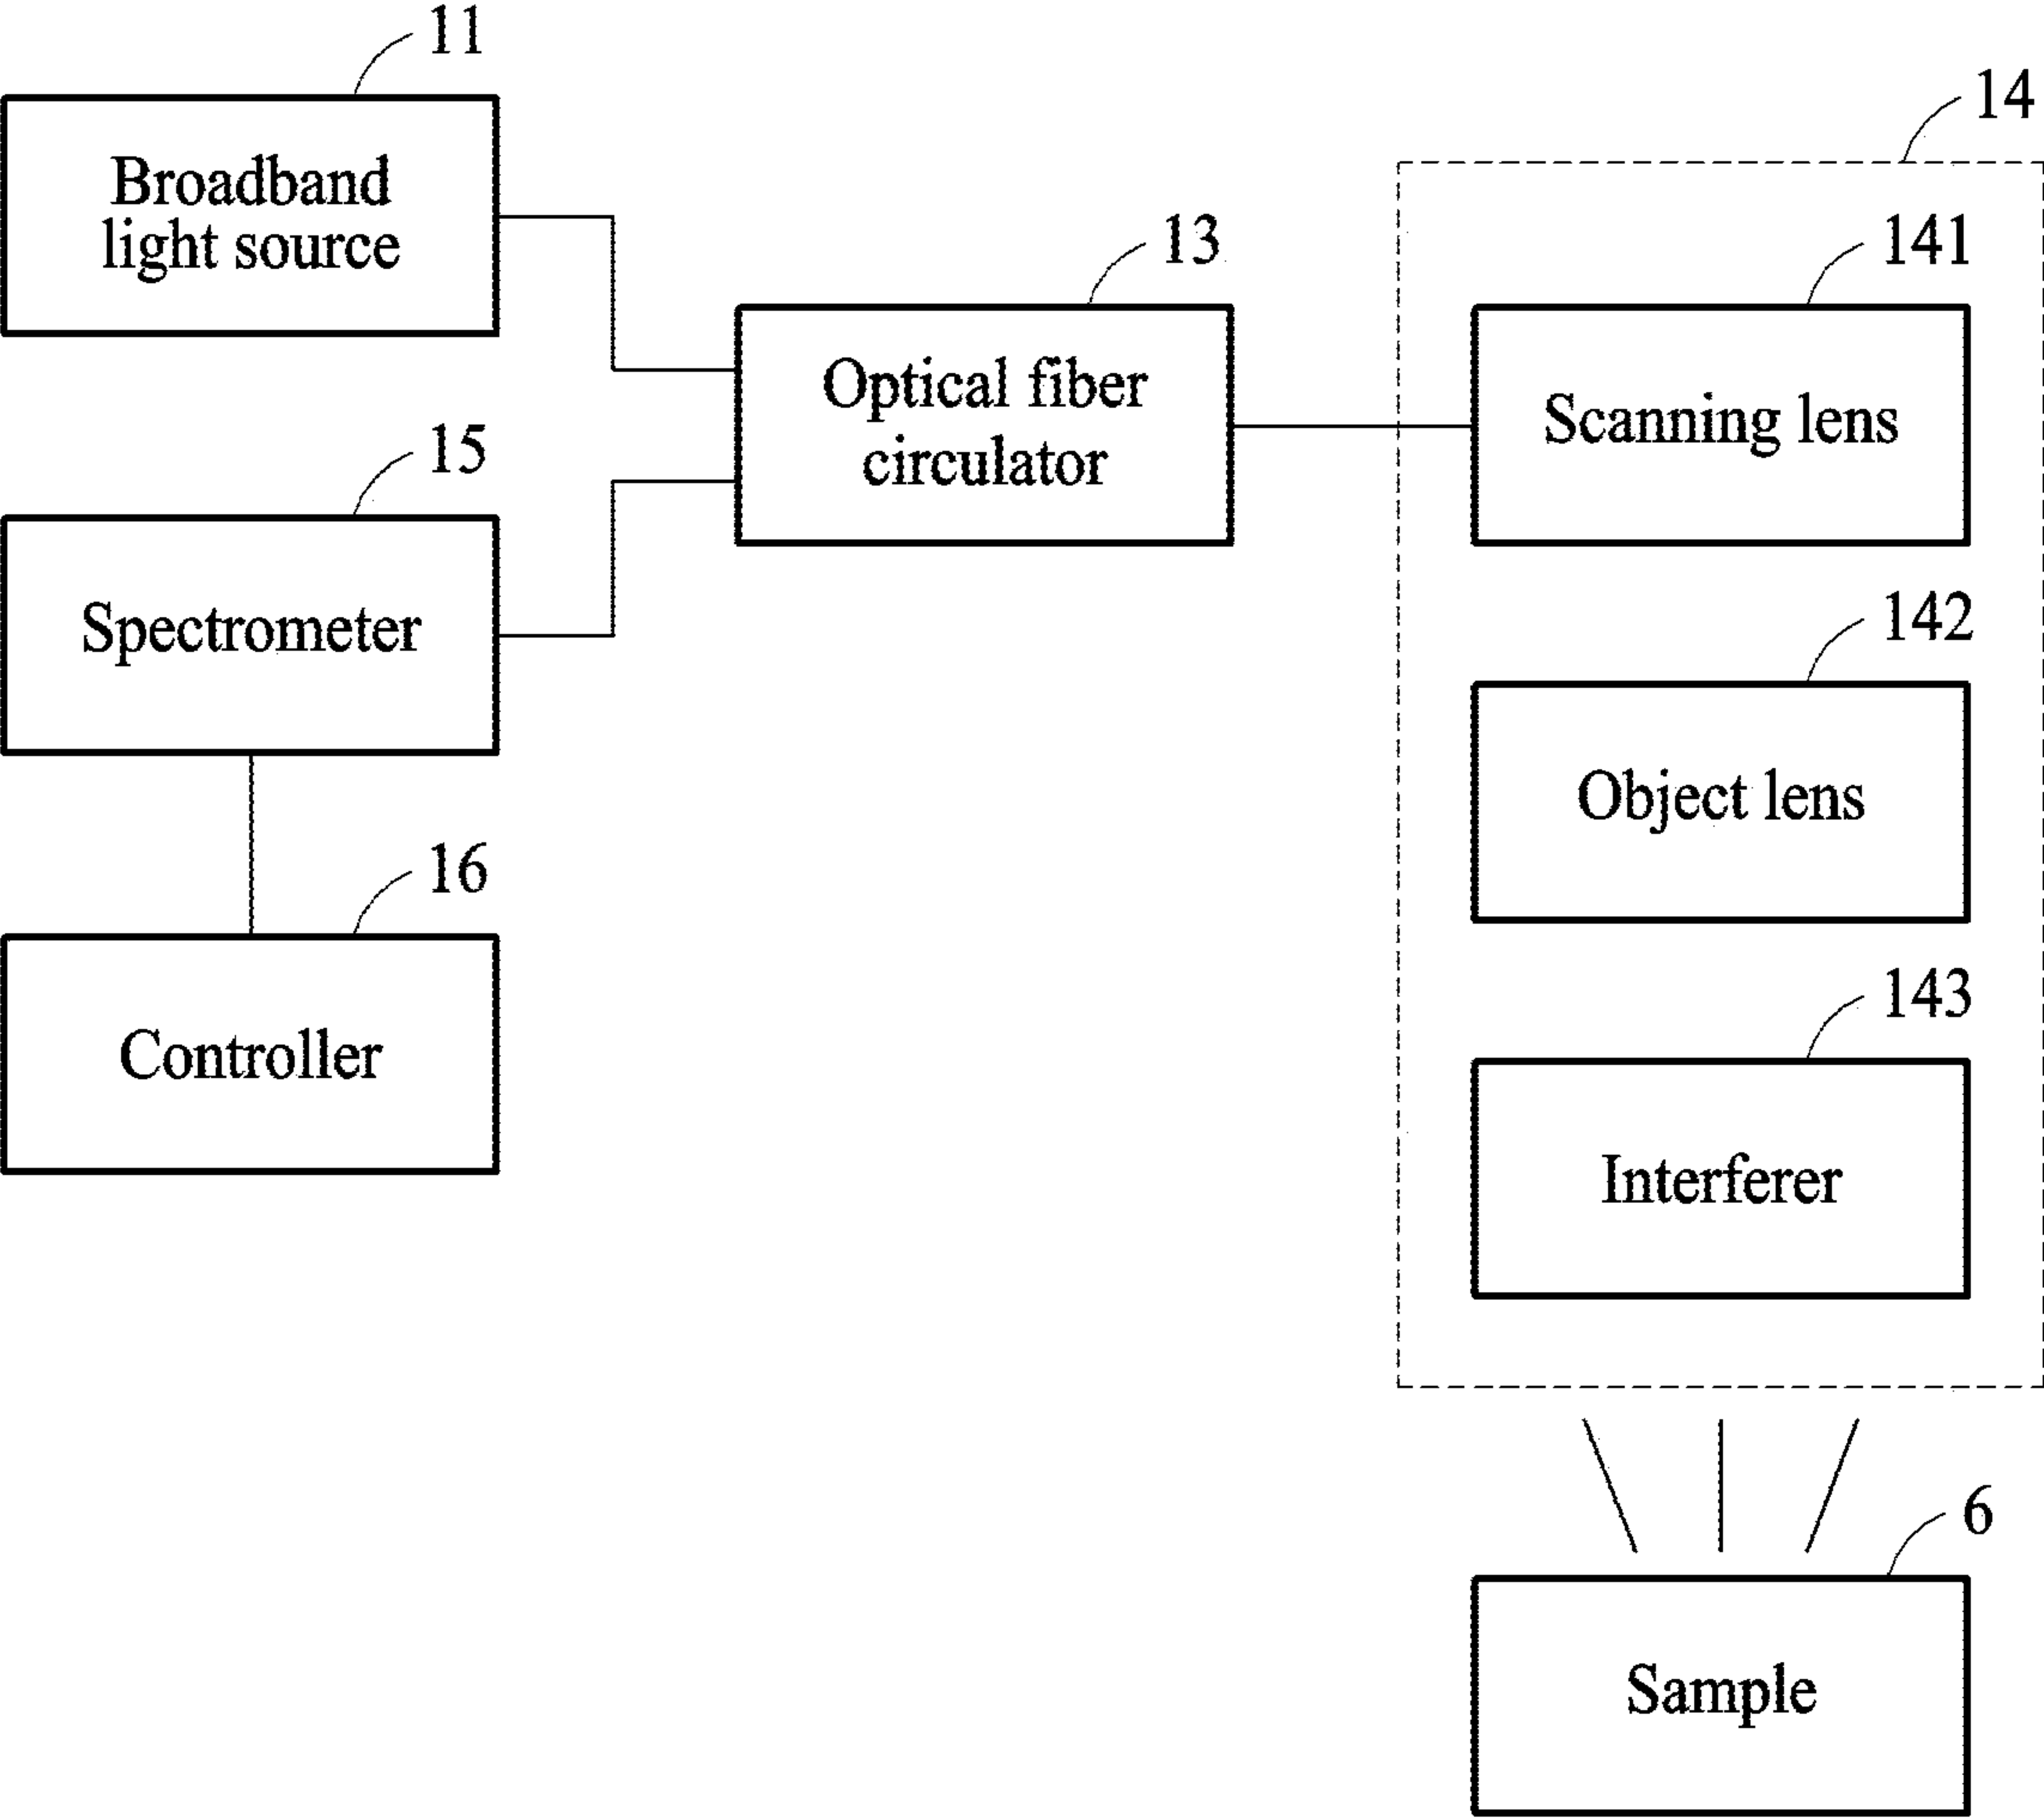 11
Broadband
light source
15
Spectrometer
16
Controller
13
Optical fiber
circulator
14
141
Scanning lens
142
Object lens
143
Interferer
6
Sample